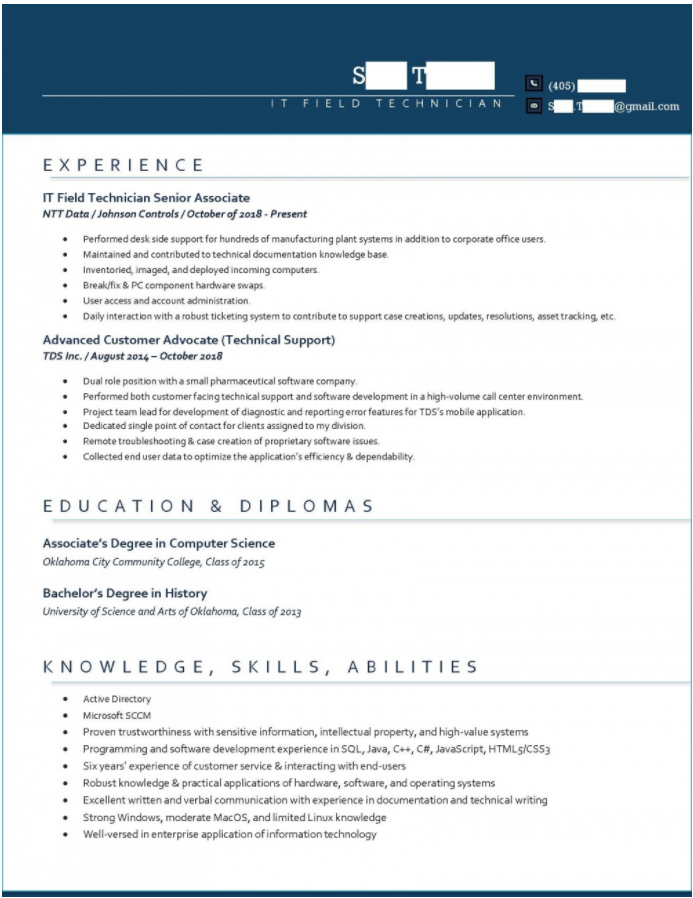 S T
IT FIELD TECHNICIAN
(405)
S .T @gmail.com
EXPERIENCE
IT Field Technician Senior Associate
NTT Data / Johnson Controls / October of 2018 - Present
• Performed desk side support for hundreds of manufacturing plant systems in addition to corporate office users.
• Maintained and contributed to technical documentation knowledge base.
• Inventoried, imaged, and deployed incoming computers.
• Break/fix & PC component hardware swaps.
• User access and account administration.
• Daily interaction with a robust ticketing system to contribute to support case creations, updates, resolutions, asset tracking, etc.
Advanced Customer Advocate (Technical Support)
TDS Inc. / August 2014 – October 2018
• Dual role position with a small pharmaceutical software company.
• Performed both customer facing technical support and software development in a high-volume call center environment.
• Project team lead for development of diagnostic and reporting error features for TDS's mobile application.
• Dedicated single point of contact for clients assigned to my division.
• Remote troubleshooting & case creation of proprietary software issues.
• Collected end user data to optimize the application's efficiency & dependability.
EDUCATION & DIPLOMAS
Associate's Degree in Computer Science
Oklahoma City Community College, Class of 2015
Bachelor's Degree in History
University of Science and Arts of Oklahoma, Class of 2013
KNOWLEDGE, SKILLS, ABILITIES
• Active Directory
• Microsoft SCCM
• Proven trustworthiness with sensitive information, intellectual property, and high-value systems
• Programming and software development experience in SQL, Java, C++, C#, JavaScript, HTML5/CSS3
• Six years' experience of customer service & interacting with end-users
• Robust knowledge & practical applications of hardware, software, and operating systems
• Excellent written and verbal communication with experience in documentation and technical writing
• Strong Windows, moderate MacOS, and limited Linux knowledge
• Well-versed in enterprise application of information technology